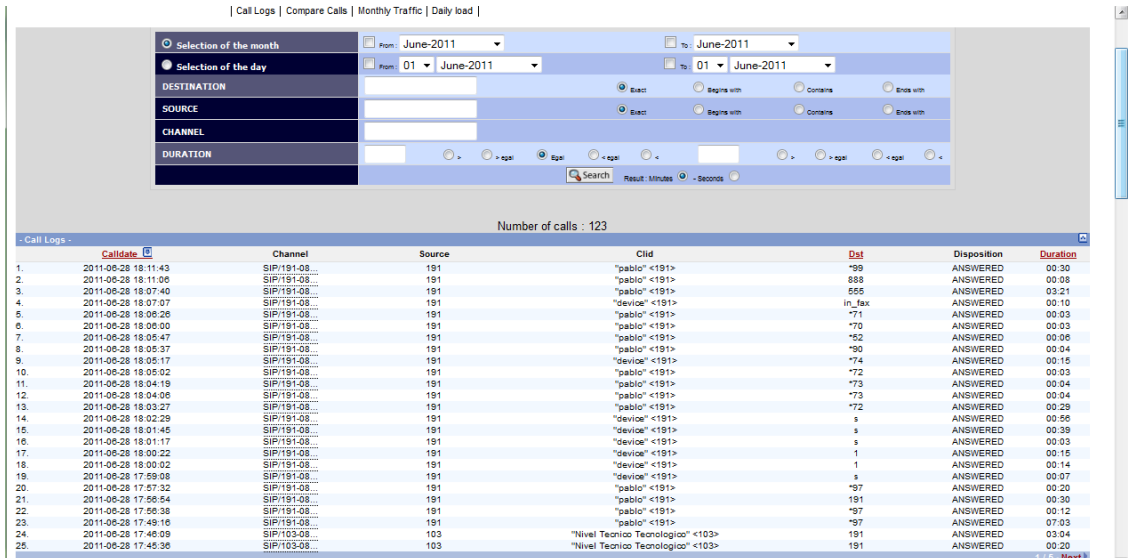 | Call Logs | Compare Calls | Monthly Traffic | Daily load |
Selection of the month From : June-2011 To : June-2011
Selection of the day From : 01 June-2011 To : 01 June-2011
DESTINATION Exact Begins with Contains Ends with
SOURCE Exact Begins with Contains Ends with
CHANNEL
DURATION > > egal Egal < egal < > > egal < egal <
Search Result : Minutes - Seconds
Number of calls : 123
- Call Logs -
Calldate Channel Source Clid Dst Disposition Duration
1. 2011-06-28 18:11:43 SIP/191-08... 191 "pablo" <191> *99 ANSWERED 00:30
2. 2011-06-28 18:11:06 SIP/191-08... 191 "pablo" <191> 888 ANSWERED 00:08
3. 2011-06-28 18:07:40 SIP/191-08... 191 "pablo" <191> 555 ANSWERED 03:21
4. 2011-06-28 18:07:07 SIP/191-08... 191 "device" <191> in_fax ANSWERED 00:10
5. 2011-06-28 18:06:26 SIP/191-08... 191 "pablo" <191> *71 ANSWERED 00:03
6. 2011-06-28 18:06:00 SIP/191-08... 191 "pablo" <191> *70 ANSWERED 00:03
7. 2011-06-28 18:05:47 SIP/191-08... 191 "pablo" <191> *52 ANSWERED 00:06
8. 2011-06-28 18:05:37 SIP/191-08... 191 "pablo" <191> *90 ANSWERED 00:04
9. 2011-06-28 18:05:17 SIP/191-08... 191 "device" <191> *74 ANSWERED 00:15
10. 2011-06-28 18:05:02 SIP/191-08... 191 "pablo" <191> *72 ANSWERED 00:03
11. 2011-06-28 18:04:19 SIP/191-08... 191 "pablo" <191> *73 ANSWERED 00:04
12. 2011-06-28 18:04:06 SIP/191-08... 191 "pablo" <191> *73 ANSWERED 00:04
13. 2011-06-28 18:03:27 SIP/191-08... 191 "pablo" <191> *72 ANSWERED 00:29
14. 2011-06-28 18:02:29 SIP/191-08... 191 "device" <191> s ANSWERED 00:56
15. 2011-06-28 18:01:45 SIP/191-08... 191 "device" <191> s ANSWERED 00:39
16. 2011-06-28 18:01:17 SIP/191-08... 191 "device" <191> s ANSWERED 00:03
17. 2011-06-28 18:00:22 SIP/191-08... 191 "device" <191> 1 ANSWERED 00:15
18. 2011-06-28 18:00:02 SIP/191-08... 191 "device" <191> 1 ANSWERED 00:14
19. 2011-06-28 17:59:08 SIP/191-08... 191 "device" <191> s ANSWERED 00:07
20. 2011-06-28 17:57:32 SIP/191-08... 191 "pablo" <191> *97 ANSWERED 00:20
21. 2011-06-28 17:56:54 SIP/191-08... 191 "pablo" <191> 191 ANSWERED 00:30
22. 2011-06-28 17:56:38 SIP/191-08... 191 "pablo" <191> *97 ANSWERED 00:12
23. 2011-06-28 17:49:16 SIP/191-08... 191 "pablo" <191> *97 ANSWERED 07:03
24. 2011-06-28 17:46:09 SIP/103-08... 103 "Nivel Tecnico Tecnologico" <103> 191 ANSWERED 03:04
25. 2011-06-28 17:45:36 SIP/103-08... 103 "Nivel Tecnico Tecnologico" <103> 191 ANSWERED 00:20
1 / 5 Next